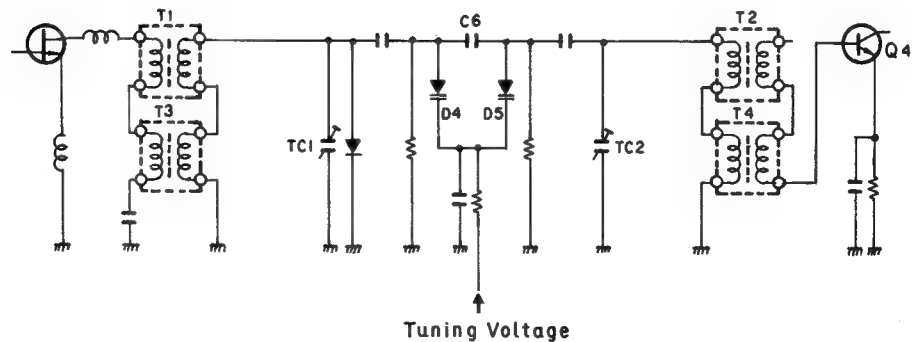 T1
C6
T2
Q4
D4
D5
T3
T4
TC1
TC2
Tuning Voltage